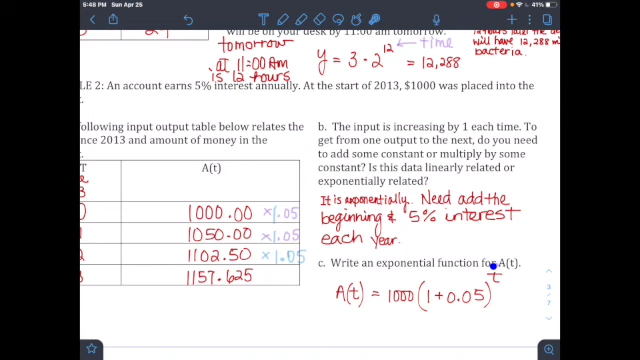 5:48 AM Sun Nov
41%
will be on your desk by 11:00 am tomorrow.
tomorrow
at 11:00 Am
is 12 hours
y = 3 · 2^12 ← time
= 12,288
will have 12,288
bacteria.
LE 2: An account earns 5% interest annually. At the start of 2013, $1000 was placed into the
following input output table below relates the
nce 2013 and amount of money in the
T
A(t)
1000.00 ×1.05
1050.00 ×1.05
1102.50 ×1.05
3 1157.625
b. The input is increasing by 1 each time. To
get from one output to the next, do you need
to add some constant or multiply by some
constant? Is this data linearly related or
exponentially related?
It is exponentially. Need add the
beginning & 5% interest
each year.
c. Write an exponential function for A(t).
A(t) = 1000(1 + 0.05)^t
3
/
7